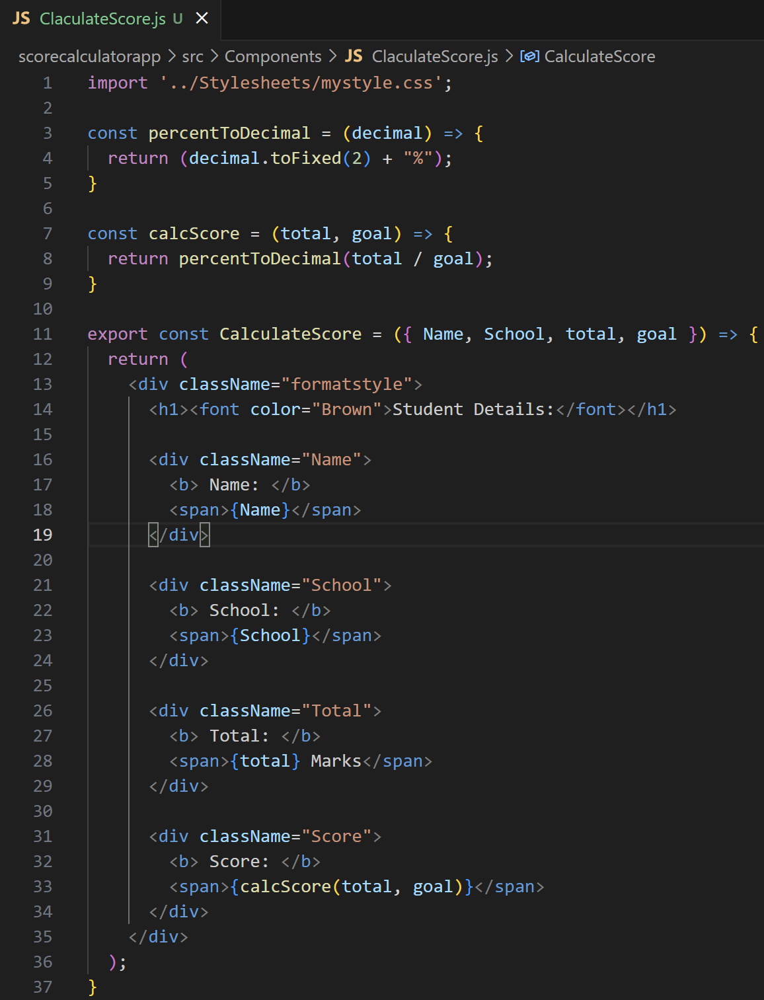 JS ClaculateScore.js U ×
scorecalculatorapp > src > Components > JS ClaculateScore.js > CalculateScore
1 import '../Stylesheets/mystyle.css';
2
3 const percentToDecimal = (decimal) => {
4   return (decimal.toFixed(2) + "%");
5 }
6
7 const calcScore = (total, goal) => {
8   return percentToDecimal(total / goal);
9 }
10
11 export const CalculateScore = ({ Name, School, total, goal }) => {
12   return (
13     <div className="formatstyle">
14       <h1><font color="Brown">Student Details:</font></h1>
15
16       <div className="Name">
17         <b> Name: </b>
18         <span>{Name}</span>
19       </div>
20
21       <div className="School">
22         <b> School: </b>
23         <span>{School}</span>
24       </div>
25
26       <div className="Total">
27         <b> Total: </b>
28         <span>{total} Marks</span>
29       </div>
30
31       <div className="Score">
32         <b> Score: </b>
33         <span>{calcScore(total, goal)}</span>
34       </div>
35     </div>
36   );
37 }